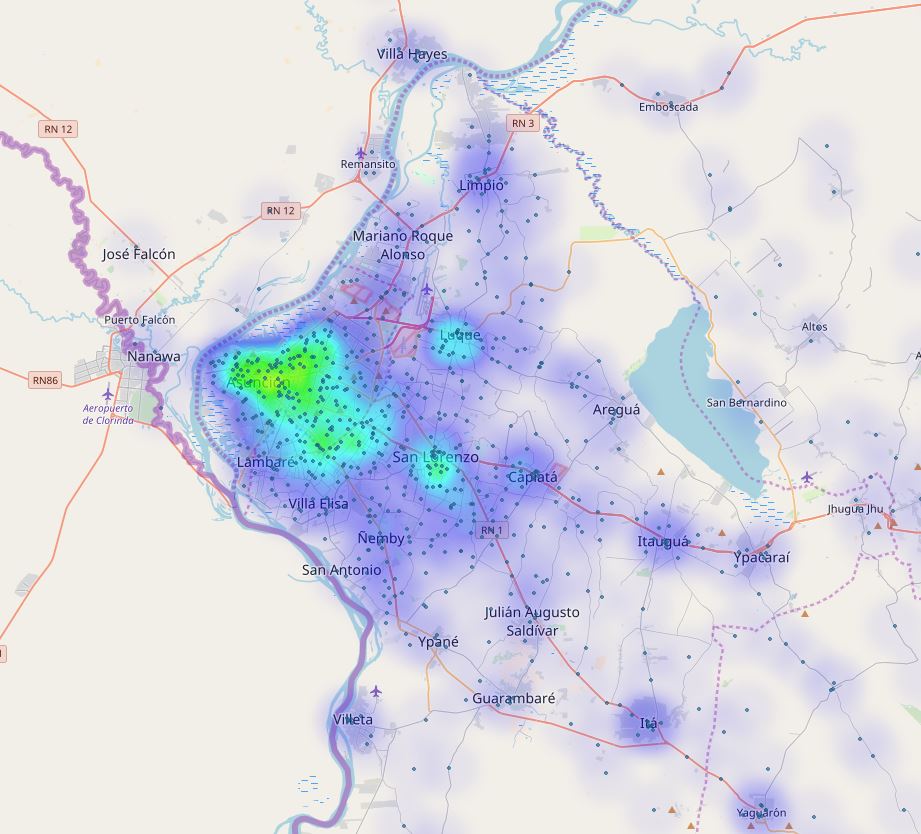 Villa Hayes
Emboscada
RN 12
RN 3
Remansito
Limpio
RN 12
Mariano Roque
Alonso
José Falcón
Puerto Falcón
Altos
Luque
Nanawa
RN86
Asunción
Aeropuerto
de Clorinda
San Bernardino
Areguá
San Lorenzo
Lambaré
Capiatá
Villa Elisa
Jhugua Jhu
RN 1
Ñemby
Itauguá
Ypacaraí
San Antonio
Julián Augusto
Saldívar
Ypané
Guarambaré
Villeta
Itá
Yaguarón